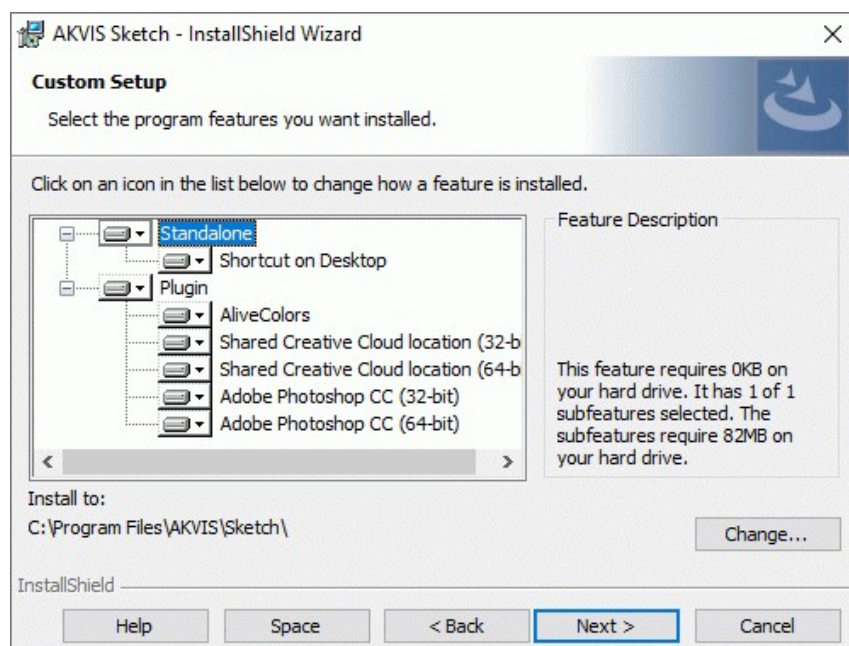 AKVIS Sketch - InstallShield Wizard
Custom Setup
Select the program features you want installed.
Click on an icon in the list below to change how a feature is installed.
Standalone
Shortcut on Desktop
Plugin
AliveColors
Shared Creative Cloud location (32-b
Shared Creative Cloud location (64-b
Adobe Photoshop CC (32-bit)
Adobe Photoshop CC (64-bit)
Feature Description
This feature requires 0KB on
your hard drive. It has 1 of 1
subfeatures selected. The
subfeatures require 82MB on
your hard drive.
Install to:
C:\Program Files\AKVIS\Sketch\
Change...
InstallShield
Help
Space
< Back
Next >
Cancel